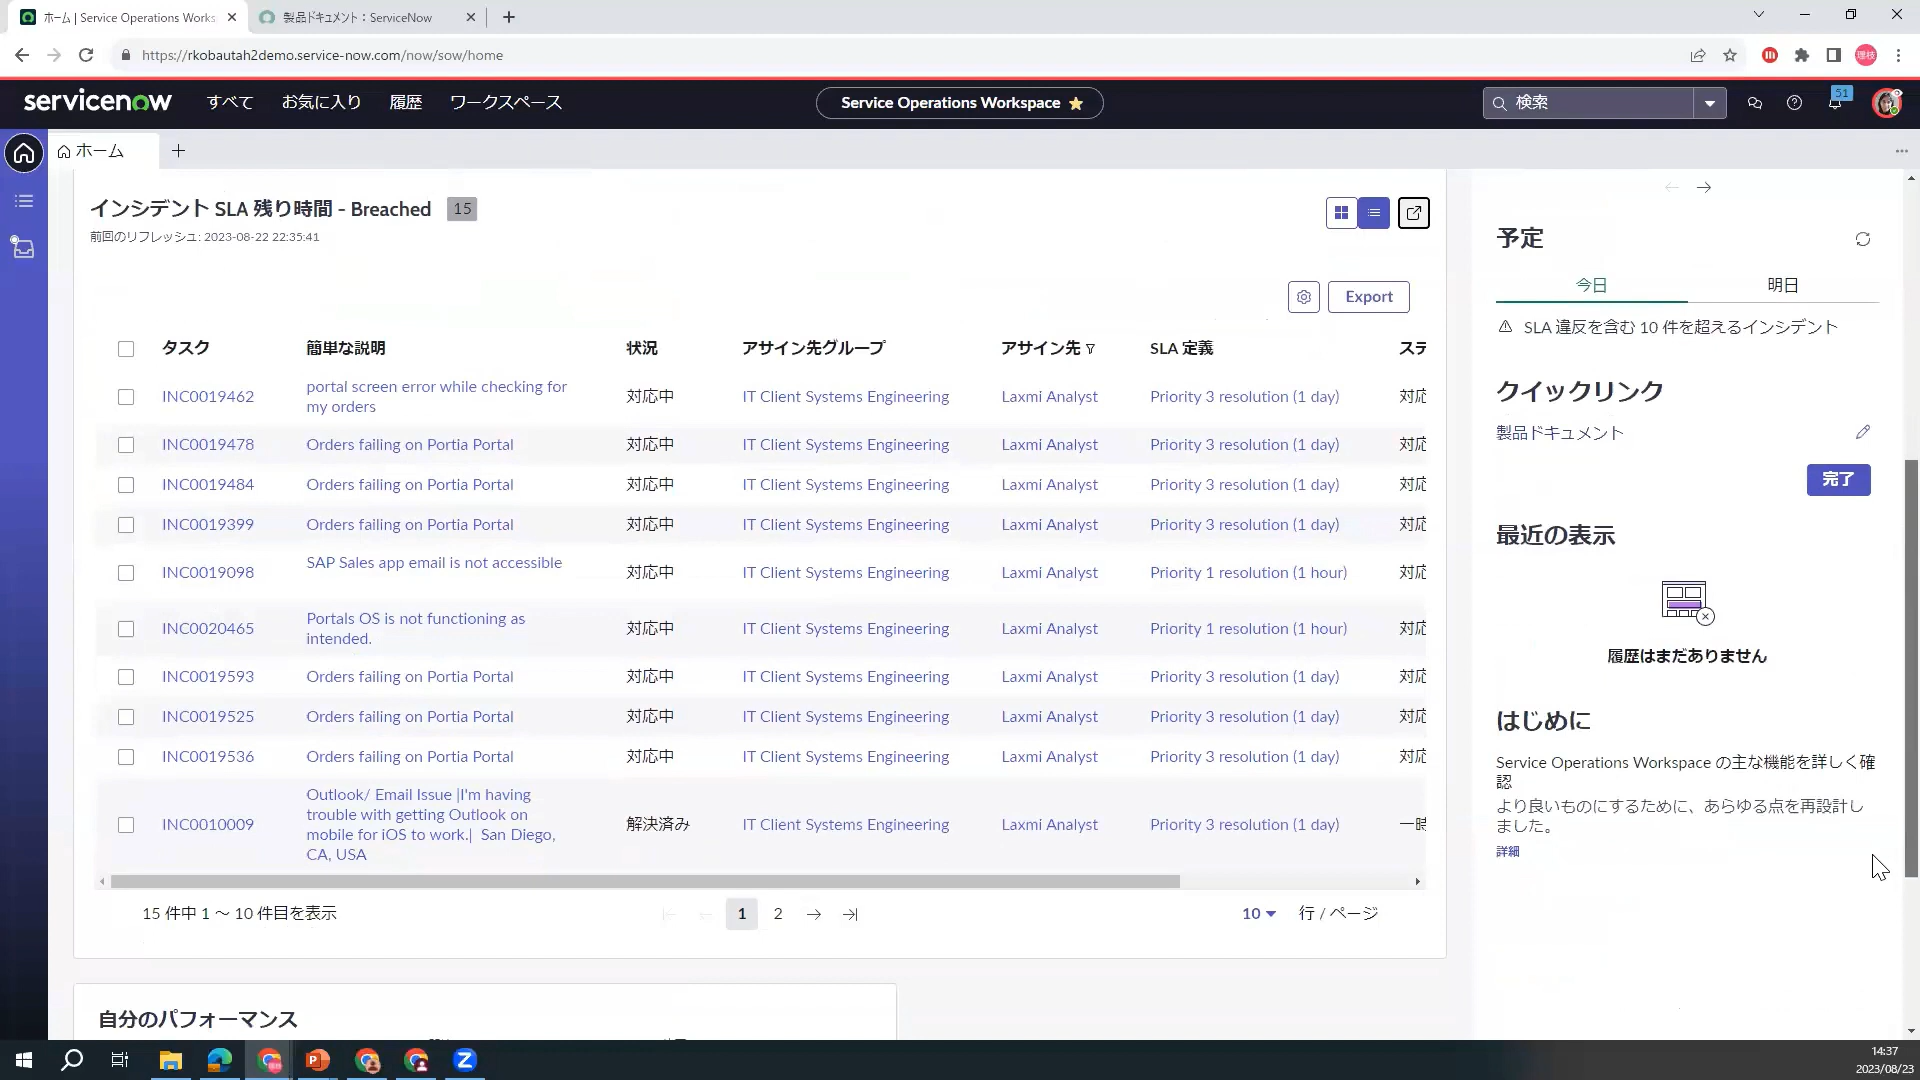 ホーム | Service Operations Works
製品ドキュメント : ServiceNow
https://rkobautah2demo.service-now.com/now/sow/home
servicenow
すべて
お気に入り
履歴
ワークスペース
Service Operations Workspace
検索
51
ホーム
インシデント SLA 残り時間 - Breached 15
前回のリフレッシュ: 2023-08-22 22:35:41
Export
タスク 簡単な説明 状況 アサイン先グループ アサイン先 SLA 定義 ステ
INC0019462 portal screen error while checking for
my orders 対応中 IT Client Systems Engineering Laxmi Analyst Priority 3 resolution (1 day) 対応
INC0019478 Orders failing on Portia Portal 対応中 IT Client Systems Engineering Laxmi Analyst Priority 3 resolution (1 day) 対応
INC0019484 Orders failing on Portia Portal 対応中 IT Client Systems Engineering Laxmi Analyst Priority 3 resolution (1 day) 対応
INC0019399 Orders failing on Portia Portal 対応中 IT Client Systems Engineering Laxmi Analyst Priority 3 resolution (1 day) 対応
INC0019098 SAP Sales app email is not accessible 対応中 IT Client Systems Engineering Laxmi Analyst Priority 1 resolution (1 hour) 対応
INC0020465 Portals OS is not functioning as
intended. 対応中 IT Client Systems Engineering Laxmi Analyst Priority 1 resolution (1 hour) 対応
INC0019593 Orders failing on Portia Portal 対応中 IT Client Systems Engineering Laxmi Analyst Priority 3 resolution (1 day) 対応
INC0019525 Orders failing on Portia Portal 対応中 IT Client Systems Engineering Laxmi Analyst Priority 3 resolution (1 day) 対応
INC0019536 Orders failing on Portia Portal 対応中 IT Client Systems Engineering Laxmi Analyst Priority 3 resolution (1 day) 対応
INC0010009 Outlook/ Email Issue |I'm having
trouble with getting Outlook on
mobile for iOS to work.| San Diego,
CA, USA 解決済み IT Client Systems Engineering Laxmi Analyst Priority 3 resolution (1 day) 一時
15 件中 1 ～ 10 件目を表示
1 2
10 行 / ページ
自分のパフォーマンス
予定
今日 明日
SLA 違反を含む 10 件を超えるインシデント
クイックリンク
製品ドキュメント
完了
最近の表示
履歴はまだありません
はじめに
Service Operations Workspace の主な機能を詳しく確
認
より良いものにするために、あらゆる点を再設計し
ました。
詳細
14:37
2023/08/23